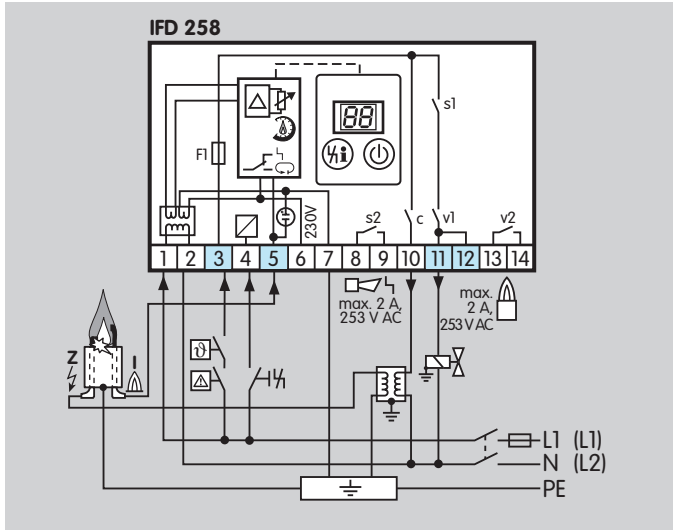 IFD 258
88
s1
F1
i
230V
s2
c
v1
v2
1 2 3 4 5 6 7 8 9 10 11 12 13 14
max. 2 A,
253 V AC
max.
2 A,
253 V AC
ϑ
Z
I
L1 (L1)
N (L2)
PE